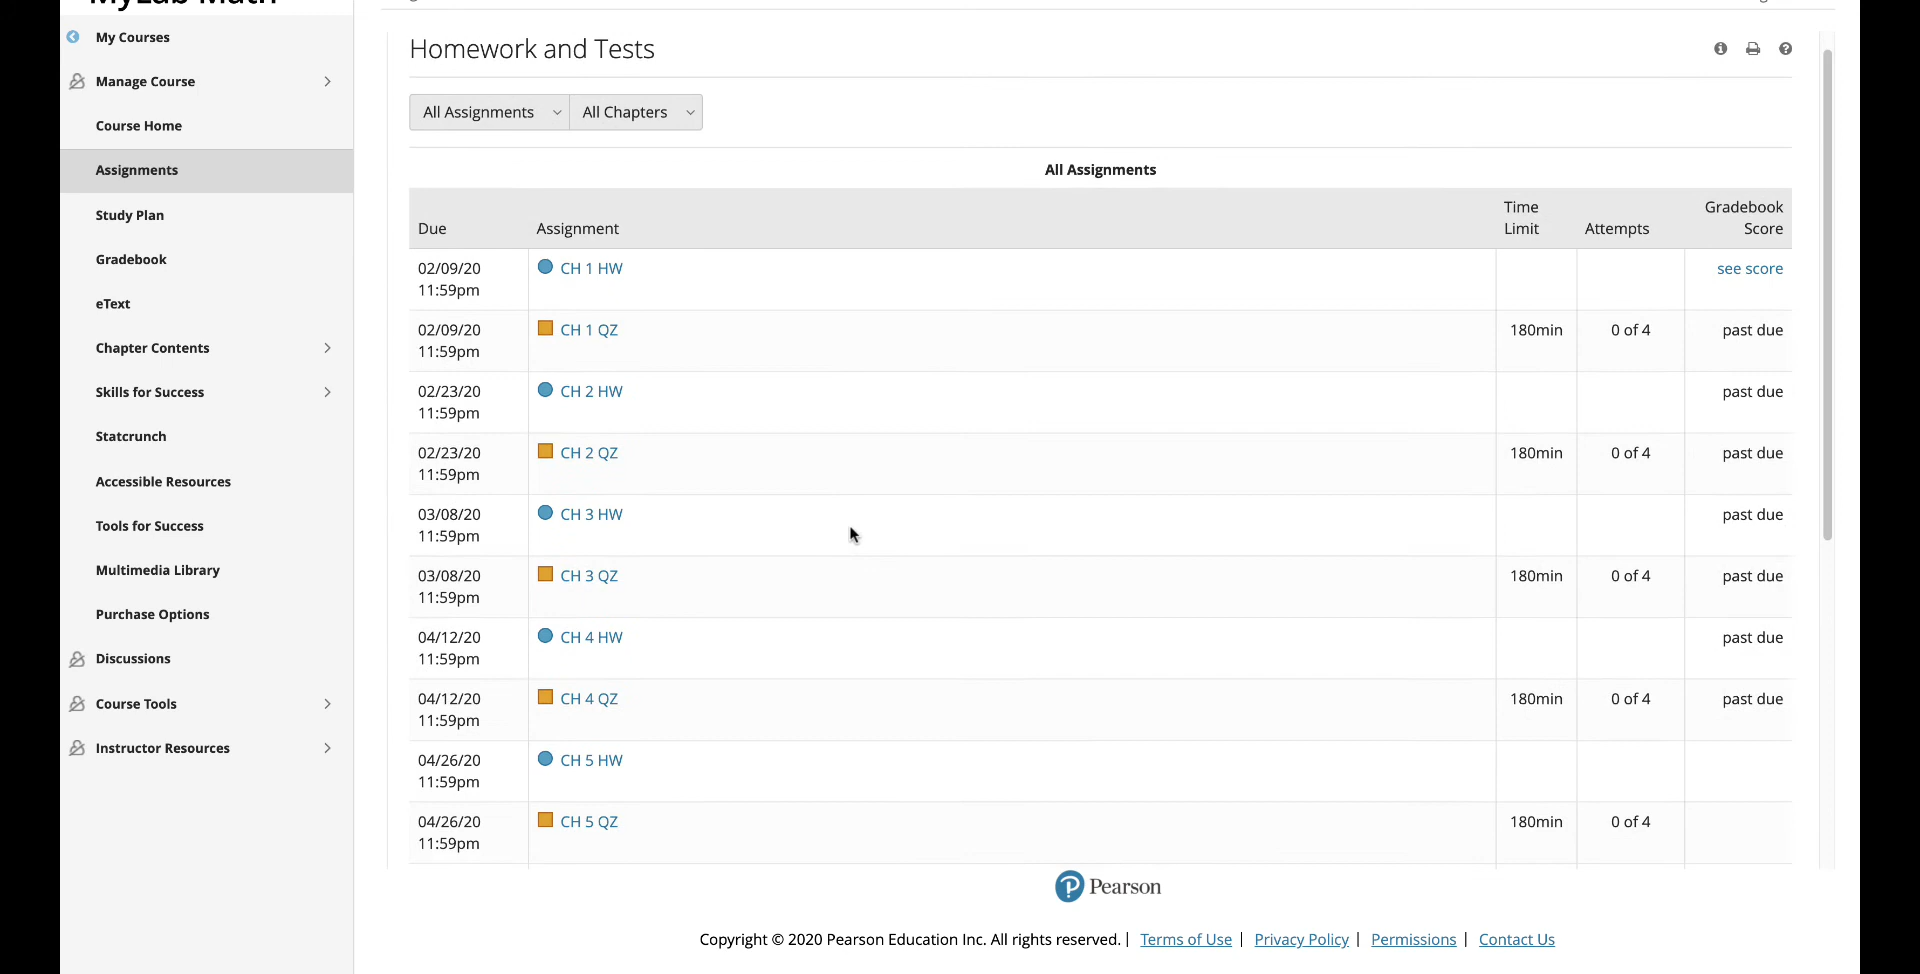 My Courses
Manage Course
Course Home
Assignments
Study Plan
Gradebook
eText
Chapter Contents
Skills for Success
Statcrunch
Accessible Resources
Tools for Success
Multimedia Library
Purchase Options
Discussions
Course Tools
Instructor Resources
Homework and Tests
All Assignments All Chapters
All Assignments
Due Assignment Time Limit Attempts Gradebook Score
02/09/20 CH 1 HW see score
11:59pm
02/09/20 CH 1 QZ 180min 0 of 4 past due
11:59pm
02/23/20 CH 2 HW past due
11:59pm
02/23/20 CH 2 QZ 180min 0 of 4 past due
11:59pm
03/08/20 CH 3 HW past due
11:59pm
03/08/20 CH 3 QZ 180min 0 of 4 past due
11:59pm
04/12/20 CH 4 HW past due
11:59pm
04/12/20 CH 4 QZ 180min 0 of 4 past due
11:59pm
04/26/20 CH 5 HW
11:59pm
04/26/20 CH 5 QZ 180min 0 of 4
11:59pm
Pearson
Copyright © 2020 Pearson Education Inc. All rights reserved. | Terms of Use | Privacy Policy | Permissions | Contact Us